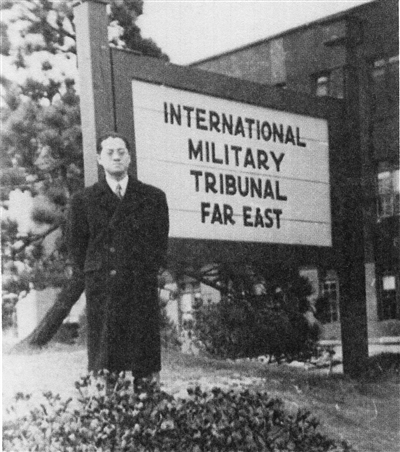 INTERNATIONAL
MILITARY
TRIBUNAL
FAR EAST